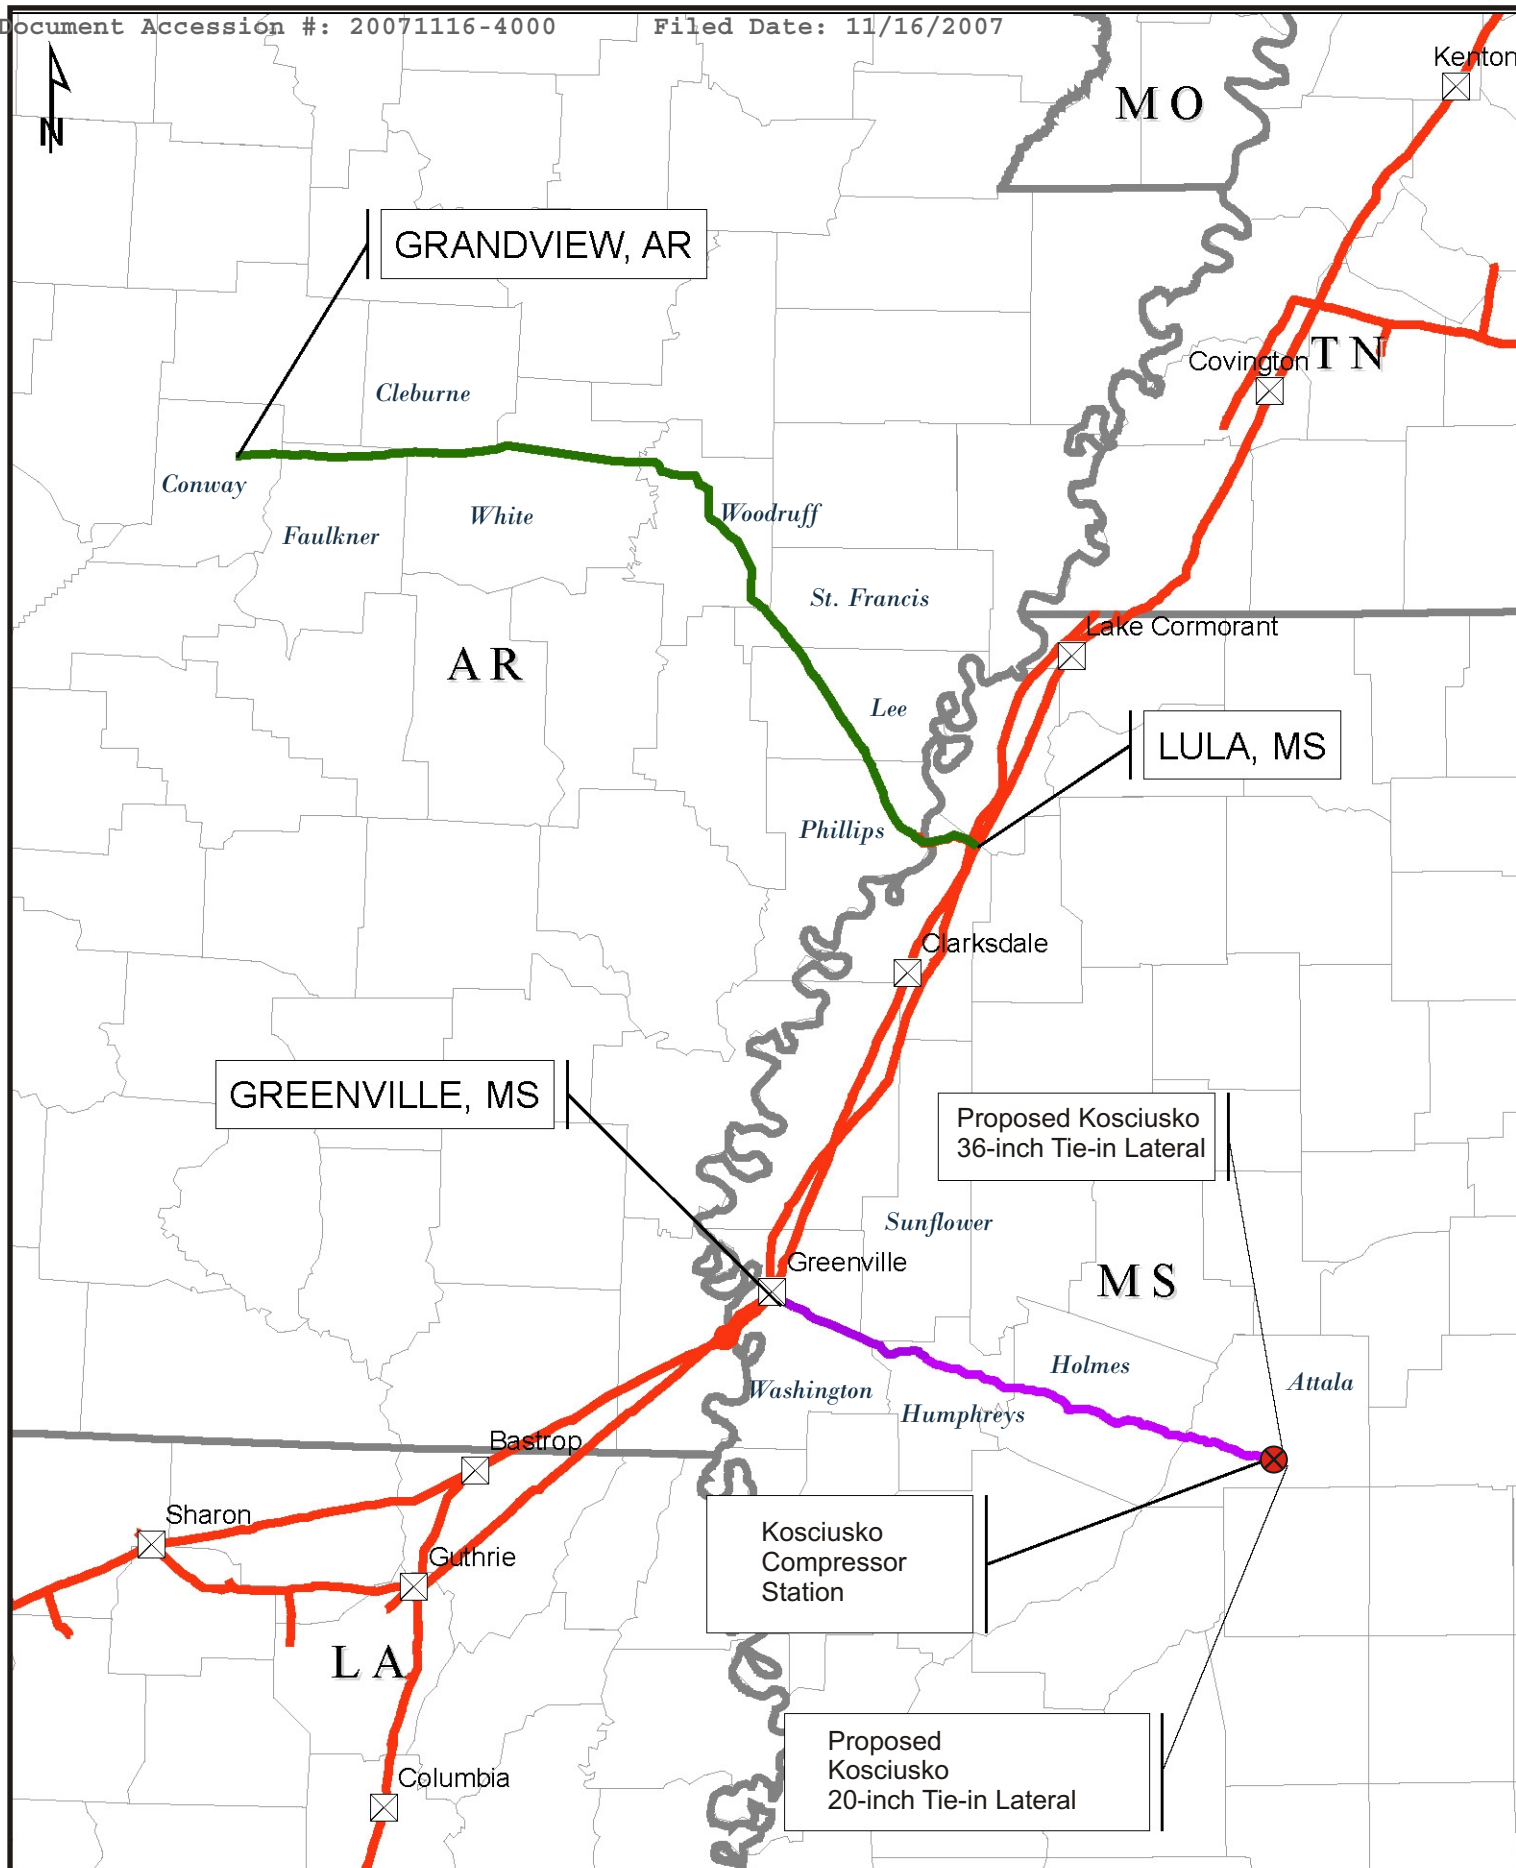 Document Accession #: 20071116-4000 Filed Date: 11/16/2007
N
MO
Kenton
GRANDVIEW, AR
Covington
TN
Cleburne
Conway
Faulkner
White
Woodruff
St. Francis
Lake Cormorant
AR
Lee
LULA, MS
Phillips
Clarksdale
GREENVILLE, MS
Proposed Kosciusko
36-inch Tie-in Lateral
Sunflower
Greenville
MS
Holmes
Attala
Washington
Humphreys
Bastrop
Sharon
Kosciusko
Compressor
Station
Guthrie
LA
Proposed
Kosciusko
20-inch Tie-in Lateral
Columbia